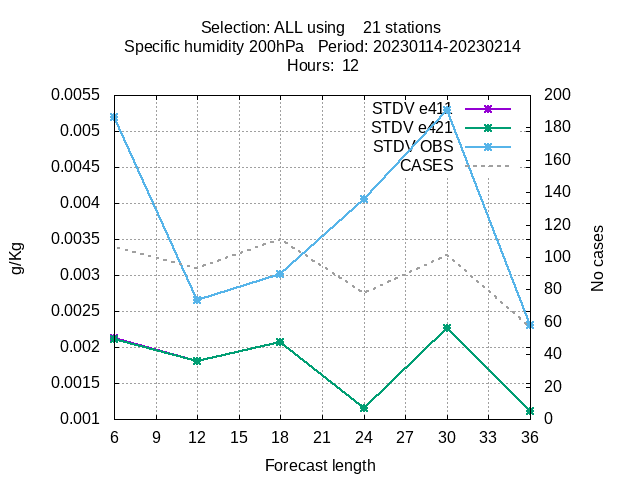 Selection: ALL using    21 stations
Specific humidity 200hPa   Period: 20230114-20230214
Hours:  12
0.0055
0.005
0.0045
0.004
0.0035
0.003
0.0025
0.002
0.0015
0.001
g/Kg
STDV e411
STDV e421
STDV OBS
CASES
200
180
160
140
120
100
80
60
40
20
0
No cases
6 9 12 15 18 21 24 27 30 33 36
Forecast length